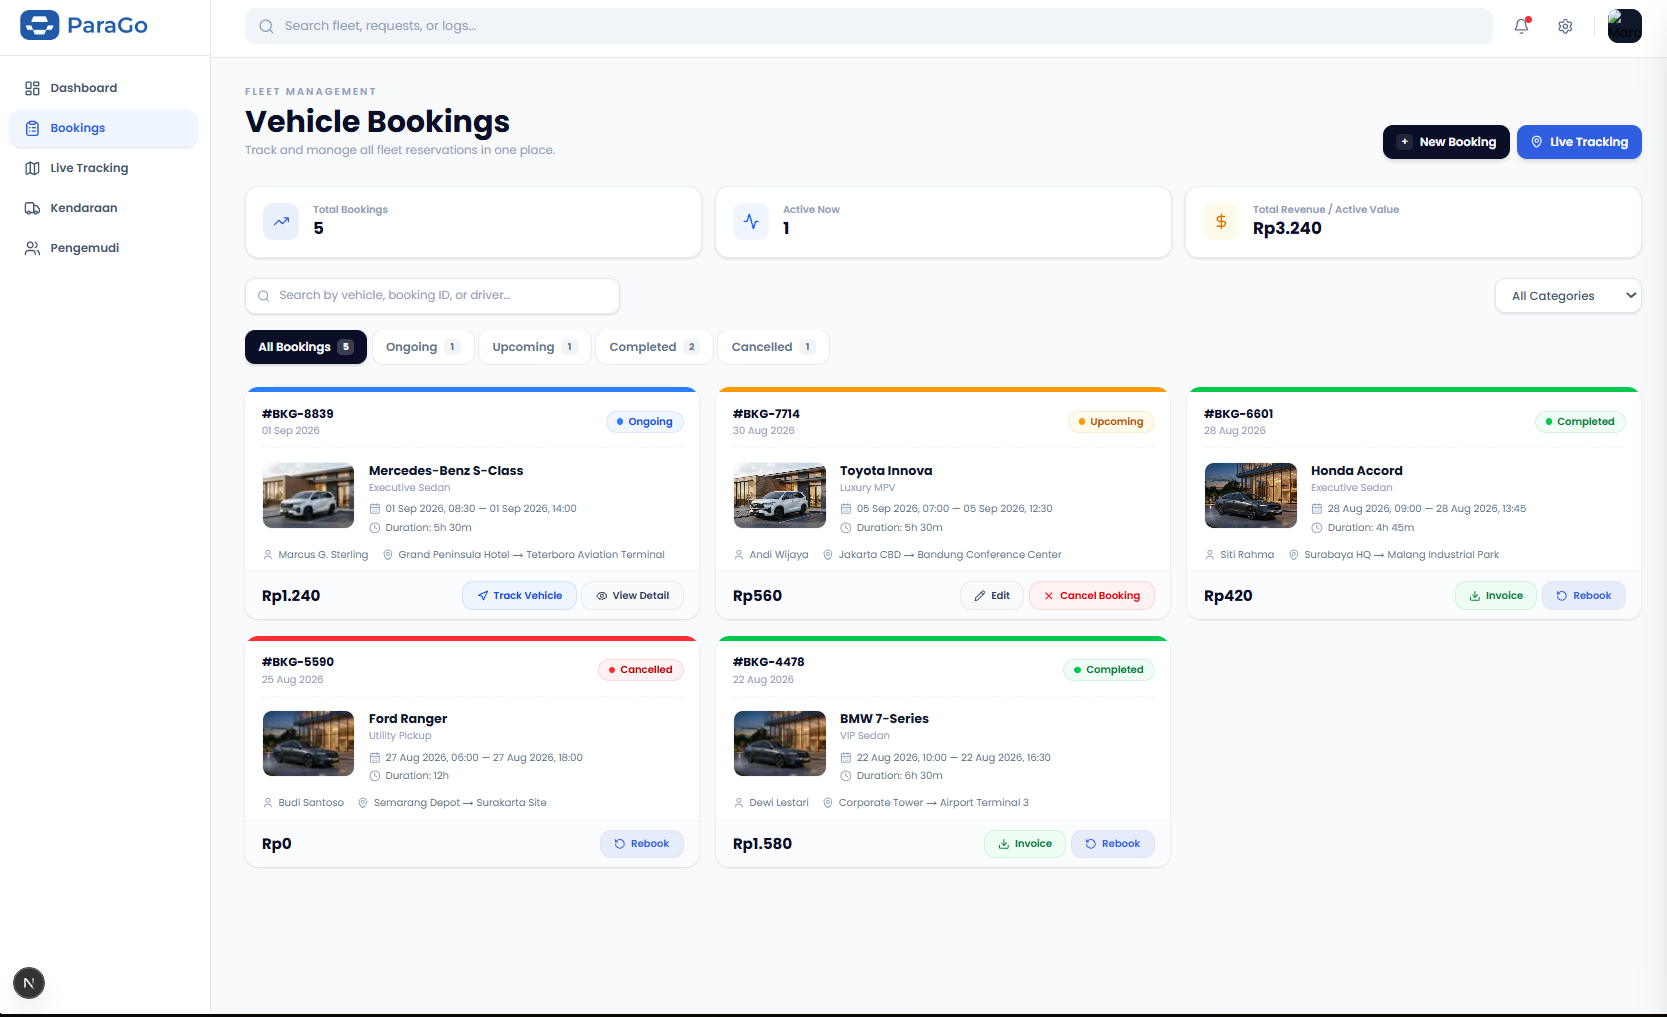 ParaGo
Search fleet, requests, or logs...
Dashboard
Bookings
Live Tracking
Kendaraan
Pengemudi
FLEET MANAGEMENT
Vehicle Bookings
Track and manage all fleet reservations in one place.
+ New Booking
Live Tracking
Total Bookings
5
Active Now
1
$
Total Revenue / Active Value
Rp3.240
Search by vehicle, booking ID, or driver...
All Categories
All Bookings 5
Ongoing 1
Upcoming 1
Completed 2
Cancelled 1
#BKG-8839
01 Sep 2026
Ongoing
Mercedes-Benz S-Class
Executive Sedan
01 Sep 2026, 08:30 — 01 Sep 2026, 14:00
Duration: 5h 30m
Marcus G. Sterling
Grand Peninsula Hotel → Teterboro Aviation Terminal
Rp1.240
Track Vehicle
View Detail
#BKG-7714
30 Aug 2026
Upcoming
Toyota Innova
Luxury MPV
05 Sep 2026, 07:00 — 05 Sep 2026, 12:30
Duration: 5h 30m
Andi Wijaya
Jakarta CBD → Bandung Conference Center
Rp560
Edit
Cancel Booking
#BKG-6601
28 Aug 2026
Completed
Honda Accord
Executive Sedan
28 Aug 2026, 09:00 — 28 Aug 2026, 13:45
Duration: 4h 45m
Siti Rahma
Surabaya HQ → Malang Industrial Park
Rp420
Invoice
Rebook
#BKG-5590
25 Aug 2026
Cancelled
Ford Ranger
Utility Pickup
27 Aug 2026, 06:00 — 27 Aug 2026, 18:00
Duration: 12h
Budi Santoso
Semarang Depot → Surakarta Site
Rp0
Rebook
#BKG-4478
22 Aug 2026
Completed
BMW 7-Series
VIP Sedan
22 Aug 2026, 10:00 — 22 Aug 2026, 16:30
Duration: 6h 30m
Dewi Lestari
Corporate Tower → Airport Terminal 3
Rp1.580
Invoice
Rebook
N